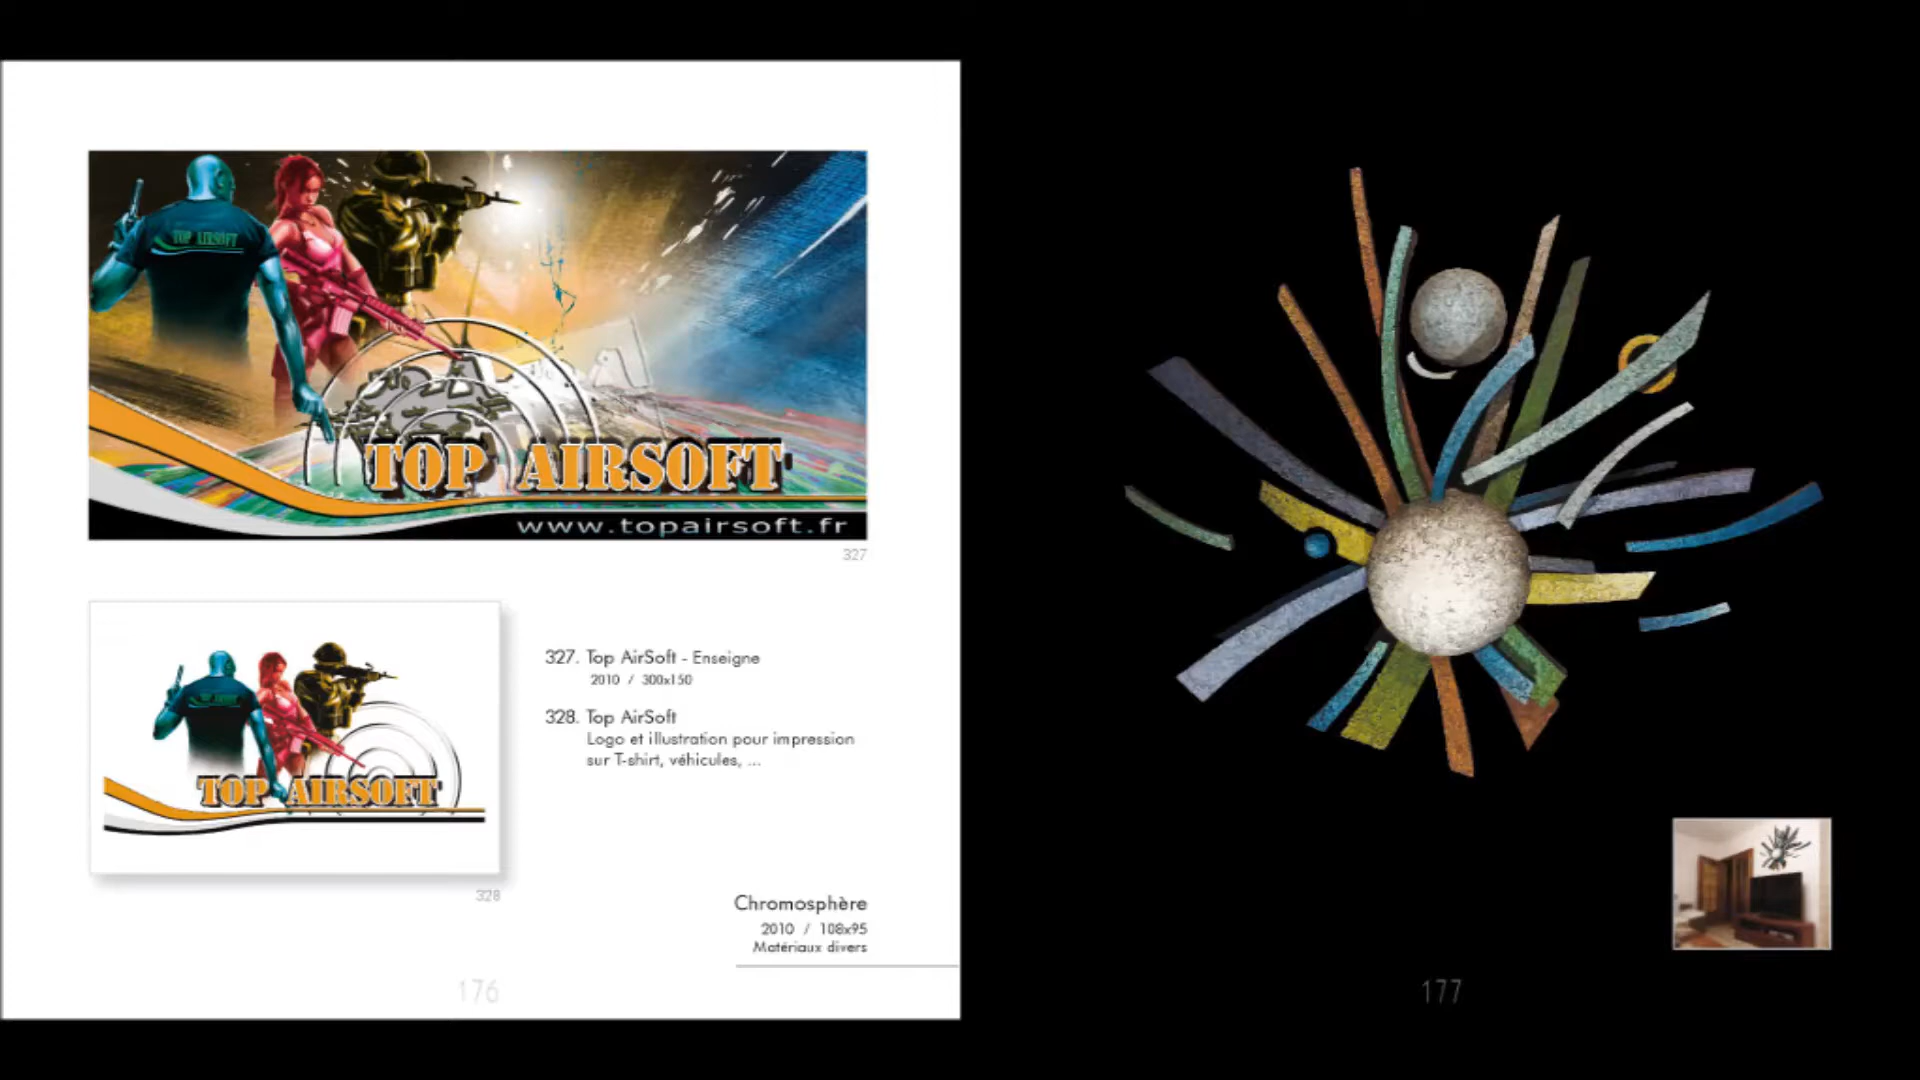 TOP AIRSOFT
TOP AIRSOFT
www.topairsoft.fr
327
TOP AIRSOFT
328
327. Top AirSoft - Enseigne
2010 / 300x150
328. Top AirSoft
Logo et illustration pour impression
sur T-shirt, véhicules, ...
Chromosphère
2010 / 108x95
Matériaux divers
176
177